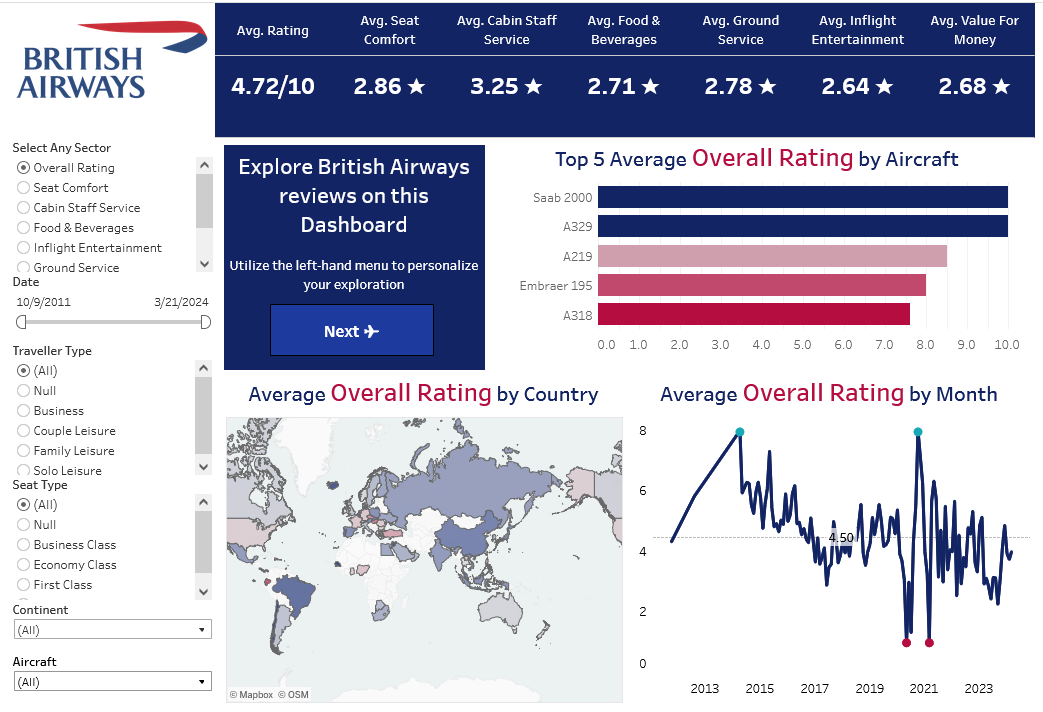 BRITISH
AIRWAYS
Avg. Rating
4.72/10
Avg. Seat
Comfort
2.86 ★
Avg. Cabin Staff
Service
3.25 ★
Avg. Food &
Beverages
2.71 ★
Avg. Ground
Service
2.78 ★
Avg. Inflight
Entertainment
2.64 ★
Avg. Value For
Money
2.68 ★
Select Any Sector
Overall Rating
Seat Comfort
Cabin Staff Service
Food & Beverages
Inflight Entertainment
Ground Service
Date
10/9/2011 3/21/2024
Traveller Type
(All)
Null
Business
Couple Leisure
Family Leisure
Solo Leisure
Seat Type
(All)
Null
Business Class
Economy Class
First Class
Continent
(All)
Aircraft
(All)
Explore British Airways
reviews on this
Dashboard
Utilize the left-hand menu to personalize
your exploration
Next
Top 5 Average Overall Rating by Aircraft
Saab 2000
A329
A219
Embraer 195
A318
0.0 1.0 2.0 3.0 4.0 5.0 6.0 7.0 8.0 9.0 10.0
Average Overall Rating by Country
© Mapbox © OSM
Average Overall Rating by Month
8
6
4
2
0
4.50
2013 2015 2017 2019 2021 2023